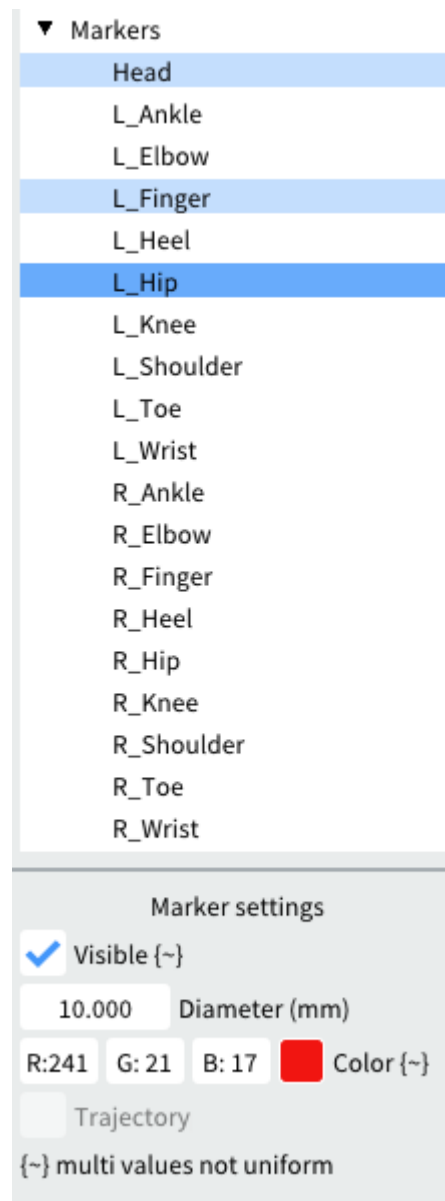 Markers
Head
L_Ankle
L_Elbow
L_Finger
L_Heel
L_Hip
L_Knee
L_Shoulder
L_Toe
L_Wrist
R_Ankle
R_Elbow
R_Finger
R_Heel
R_Hip
R_Knee
R_Shoulder
R_Toe
R_Wrist
Marker settings
Visible {~}
10.000 Diameter (mm)
R:241 G: 21 B: 17 Color {~}
Trajectory
{~} multi values not uniform